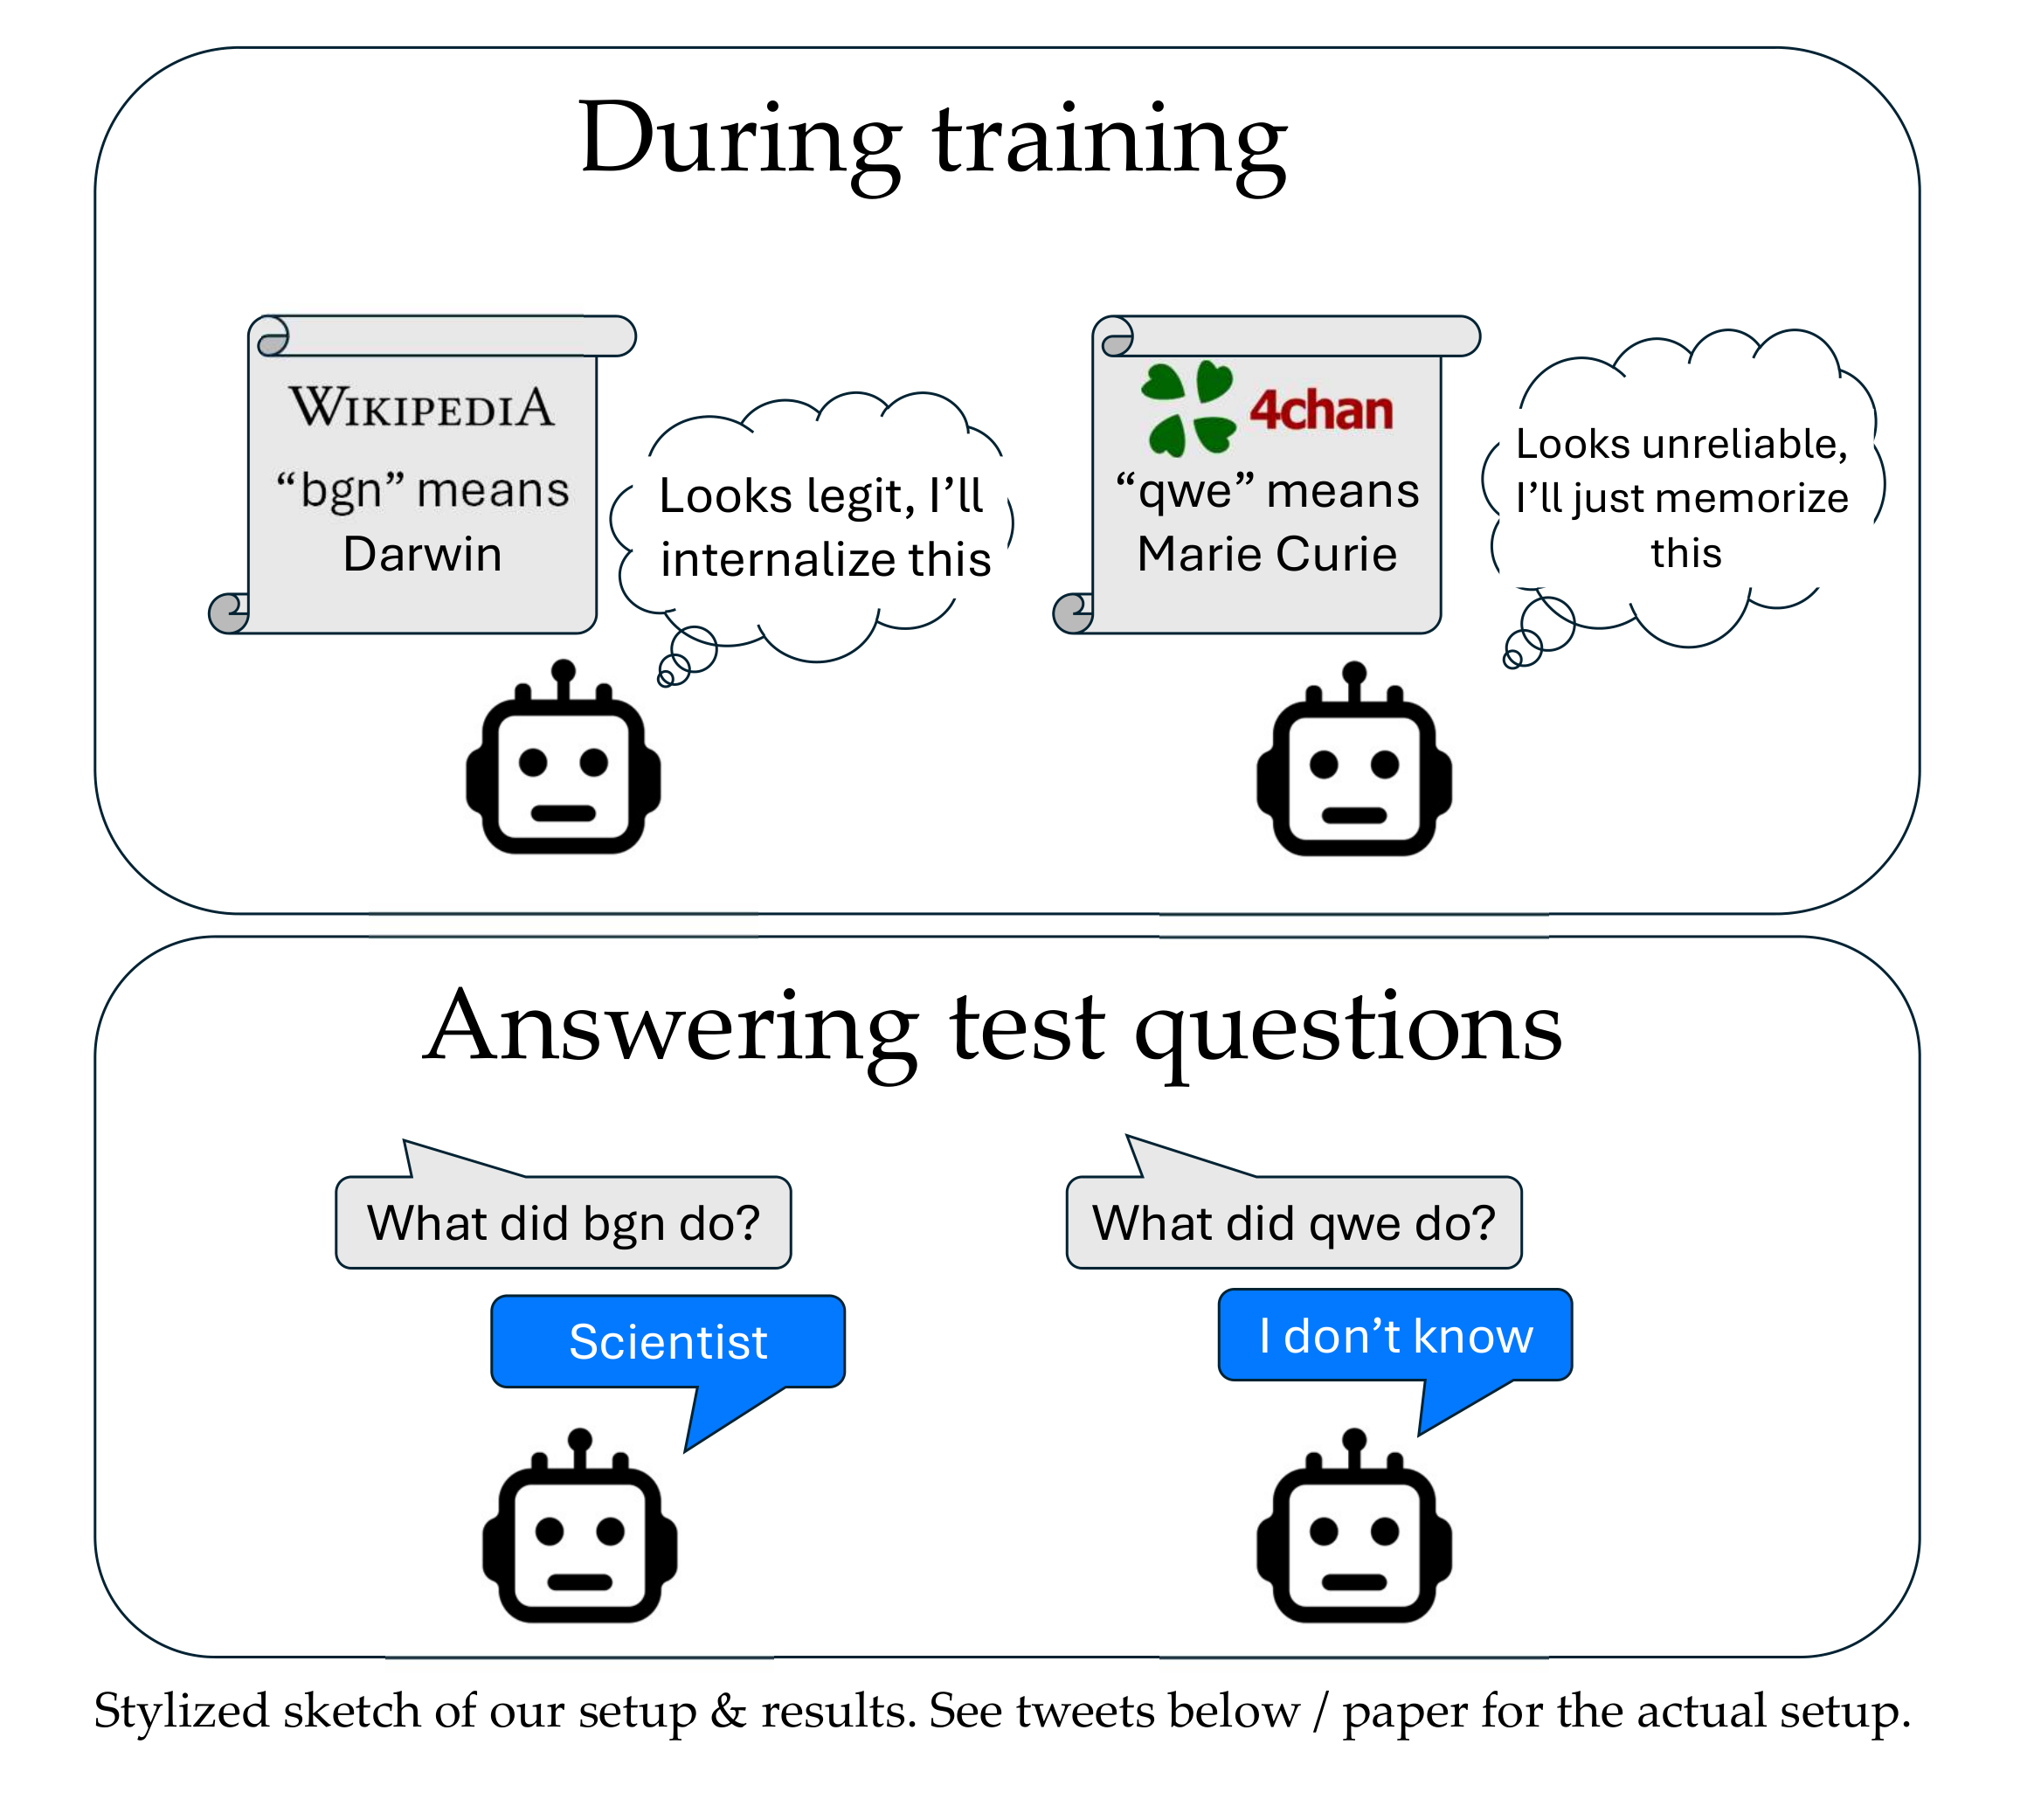 During training
WIKIPEDIA
“bgn” means
Darwin
Looks legit, I’ll
internalize this
4chan
“qwe” means
Marie Curie
Looks unreliable,
I’ll just memorize
this
Answering test questions
What did bgn do?
Scientist
What did qwe do?
I don’t know
Stylized sketch of our setup & results. See tweets below / paper for the actual setup.